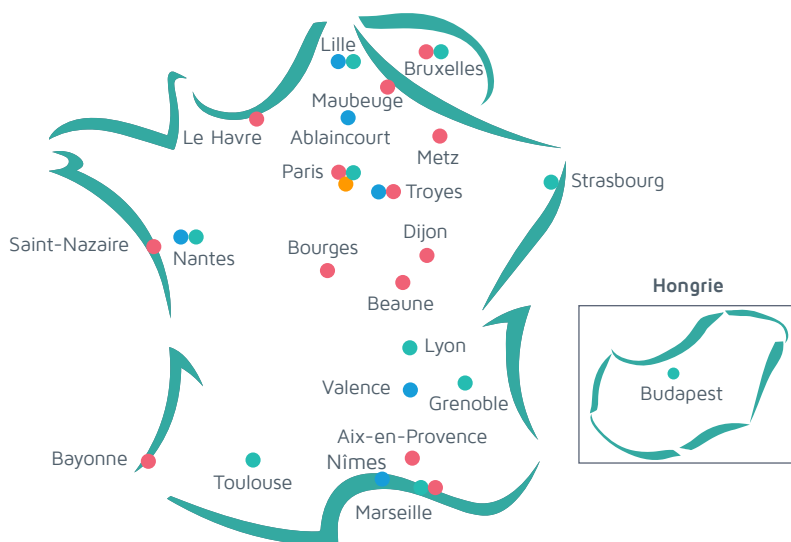 Lille
Bruxelles
Maubeuge
Le Havre
Ablaincourt
Metz
Paris
Troyes
Strasbourg
Saint-Nazaire
Nantes
Bourges
Dijon
Beaune
Hongrie
Lyon
Valence
Grenoble
Budapest
Aix-en-Provence
Bayonne
Nîmes
Toulouse
Marseille